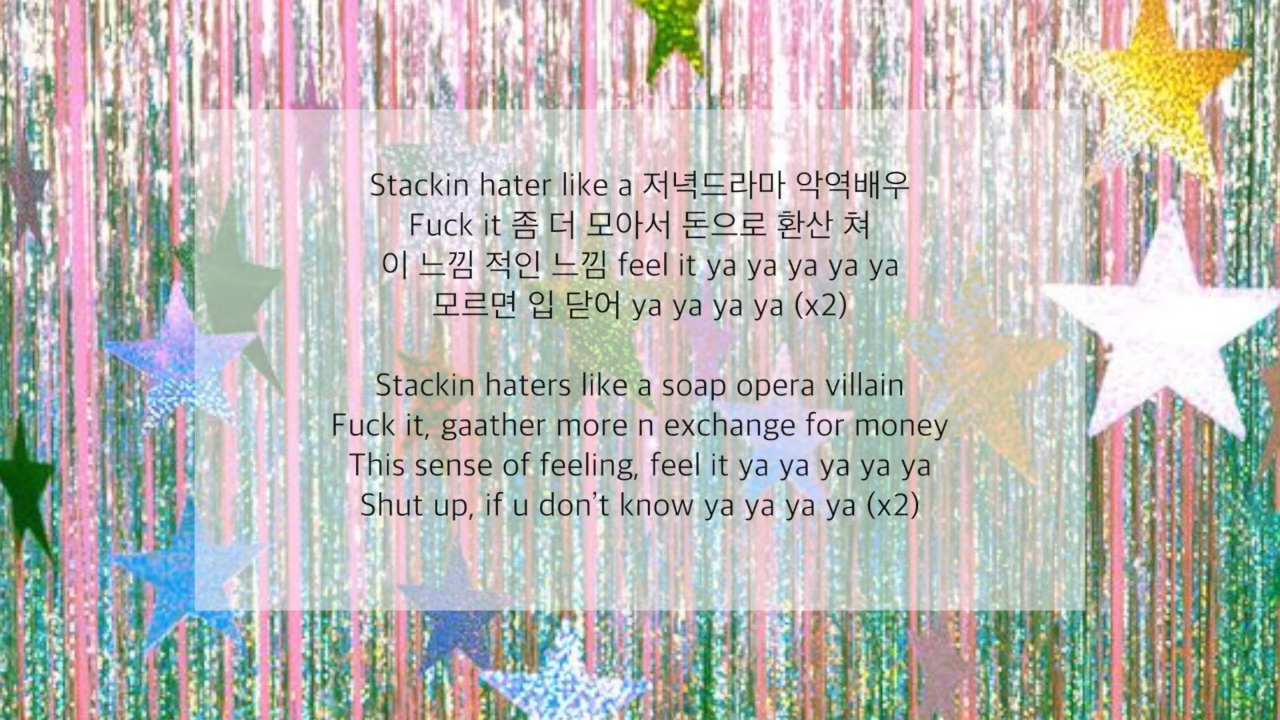 Stackin hater like a 저녁드라마 악역배우
Fuck it 좀 더 모아서 돈으로 환산 쳐
이 느낌 적인 느낌 feel it ya ya ya ya ya
모르면 입 닫어 ya ya ya ya (x2)
Stackin haters like a soap opera villain
Fuck it, gaather more n exchange for money
This sense of feeling, feel it ya ya ya ya ya
Shut up, if u don’t know ya ya ya ya (x2)